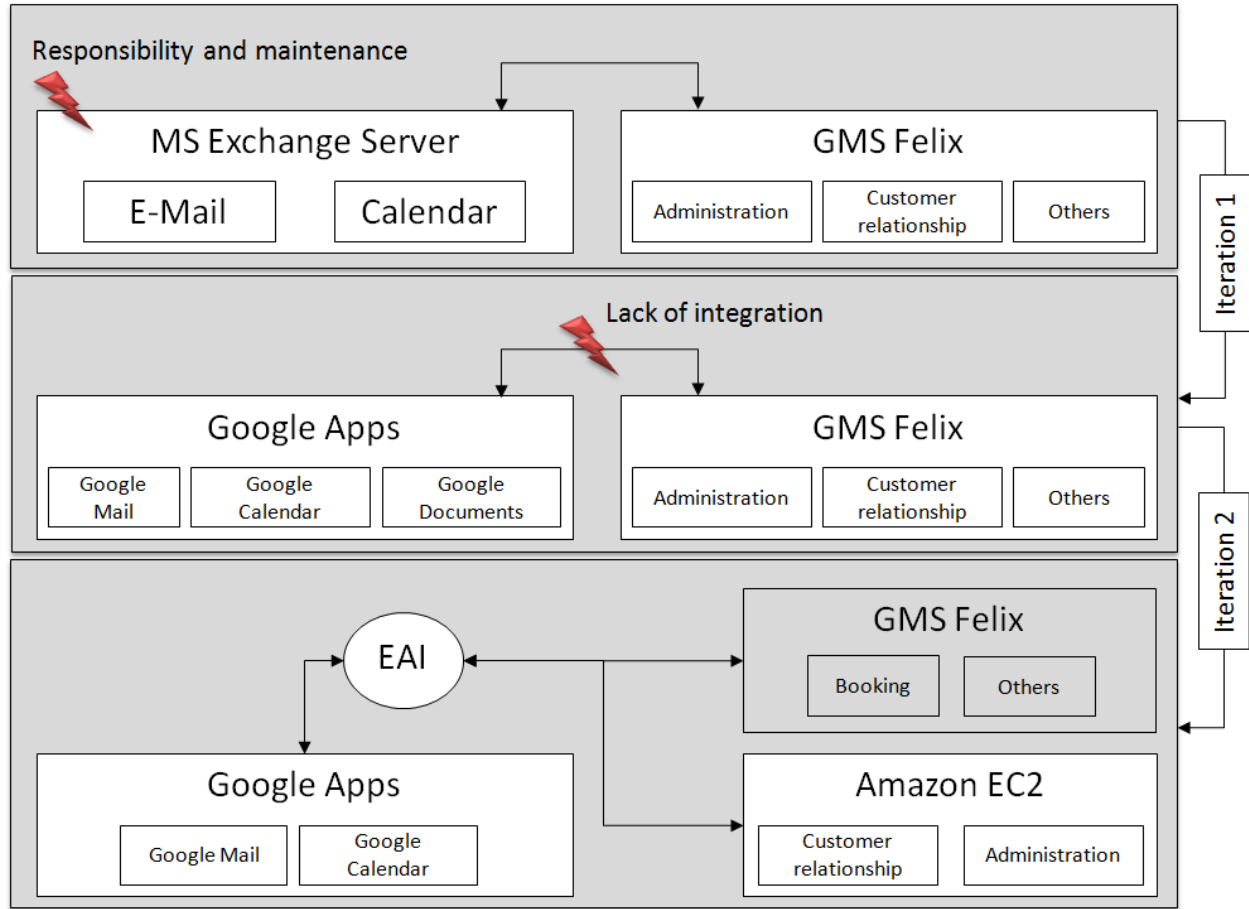 Responsibility and maintenance
MS Exchange Server
E-Mail
Calendar
GMS Felix
Administration
Customer
relationship
Others
Iteration 1
Lack of integration
Google Apps
Google
Mail
Google
Calendar
Google
Documents
GMS Felix
Administration
Customer
relationship
Others
Iteration 2
EAI
GMS Felix
Booking
Others
Google Apps
Google Mail
Google
Calendar
Amazon EC2
Customer
relationship
Administration